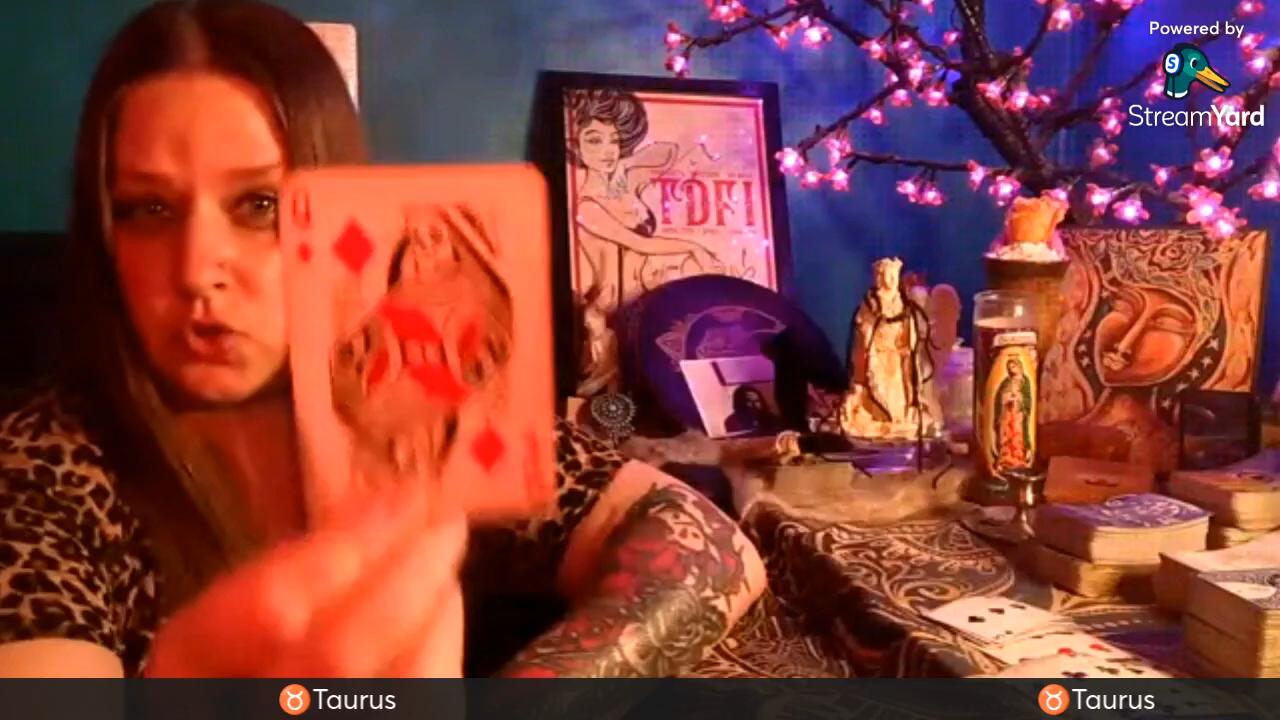 Powered by
S
StreamYard
TDFI
Q
♉Taurus
♉Taurus